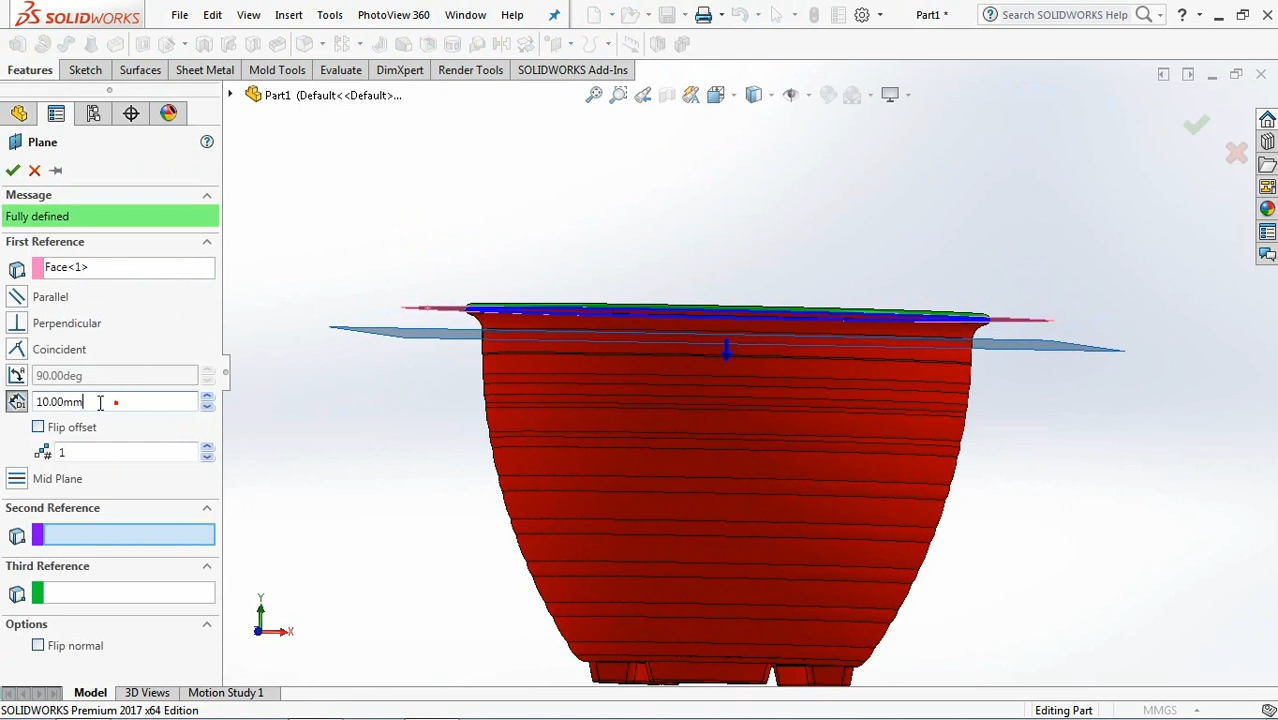 SOLIDWORKS File Edit View Insert Tools PhotoView 360 Window Help Part1 * Search SOLIDWORKS Help ?
Features Sketch Surfaces Sheet Metal Mold Tools Evaluate DimXpert Render Tools SOLIDWORKS Add-Ins
Part1 (Default<<Default>...
Plane ?
Message
Fully defined
First Reference
Face<1>
Parallel
Perpendicular
Coincident
90.00deg
10.00mm
Flip offset
1
Mid Plane
Second Reference
Third Reference
Options
Flip normal
Y
X
Model 3D Views Motion Study 1
SOLIDWORKS Premium 2017 x64 Edition Editing Part MMGS